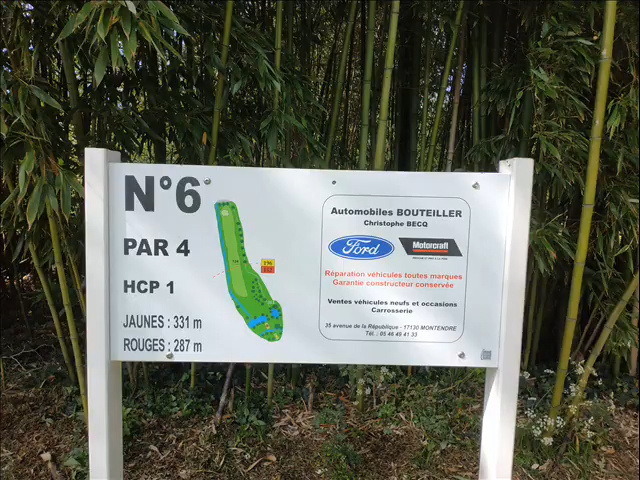 N°6
PAR 4
HCP 1
JAUNES : 331 m
ROUGES : 287 m
Automobiles BOUTEILLER
Christophe BECQ
Ford
Motorcraft
Réparation véhicules toutes marques
Garantie constructeur conservée
Ventes véhicules neufs et occasions
Carrosserie
35 avenue de la République - 17130 MONTENDRE
Tél. : 05 46 49 41 33